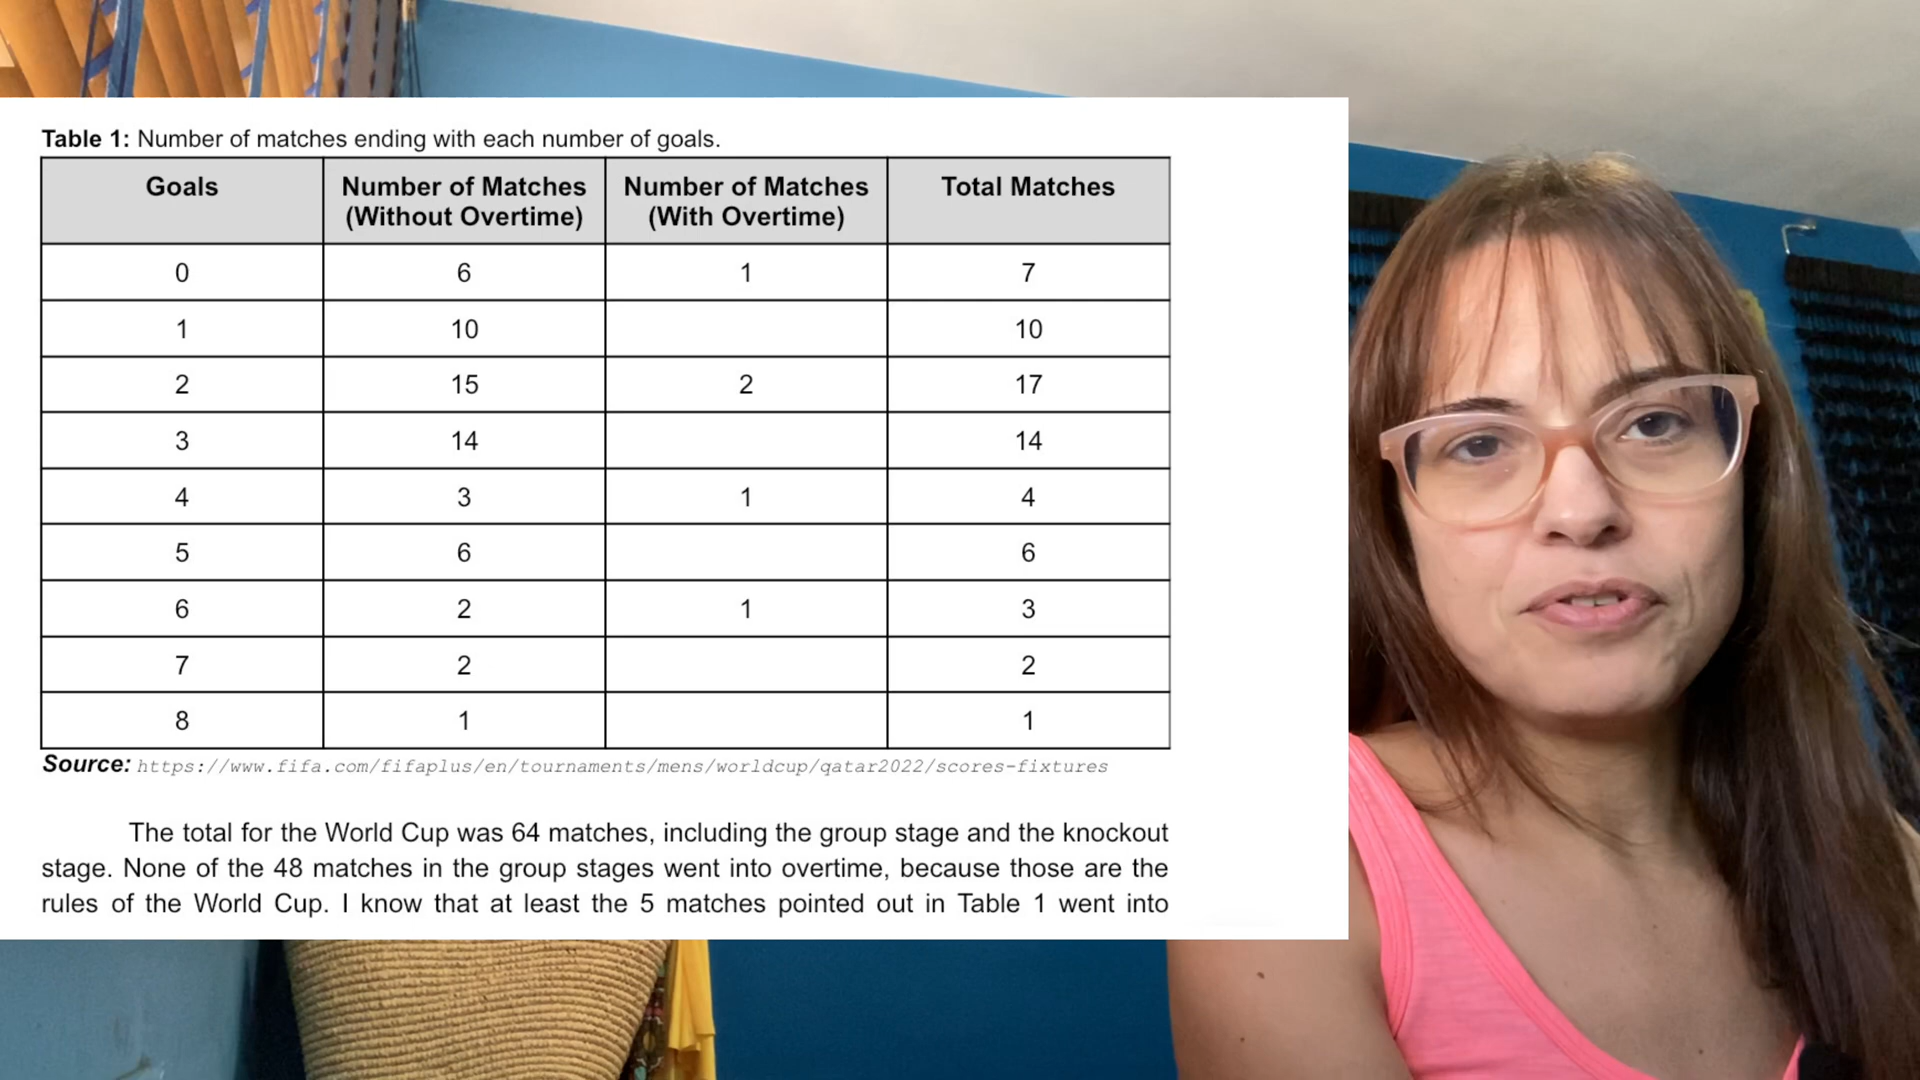 Table 1: Number of matches ending with each number of goals.
Goals Number of Matches (Without Overtime) Number of Matches (With Overtime) Total Matches
0 6 1 7
1 10 10
2 15 2 17
3 14 14
4 3 1 4
5 6 6
6 2 1 3
7 2 2
8 1 1
Source: https://www.fifa.com/fifaplus/en/tournaments/mens/worldcup/qatar2022/scores-fixtures
The total for the World Cup was 64 matches, including the group stage and the knockout
stage. None of the 48 matches in the group stages went into overtime, because those are the
rules of the World Cup. I know that at least the 5 matches pointed out in Table 1 went into